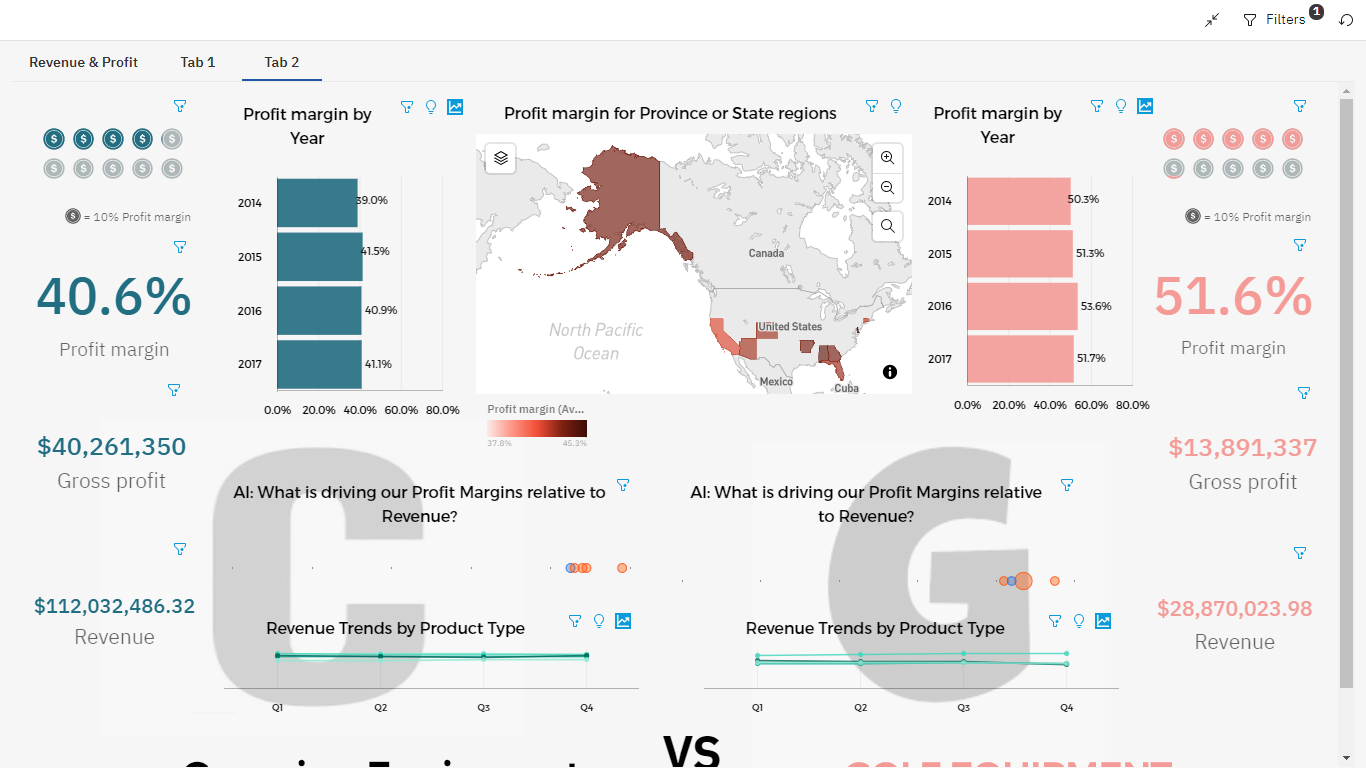 Filters 1
Revenue & Profit Tab 1 Tab 2
$ $ $ $ $
$ $ $ $ $
$ = 10% Profit margin
40.6%
Profit margin
$40,261,350
Gross profit
$112,032,486.32
Revenue
Profit margin by
Year
2014 39.0%
2015 41.5%
2016 40.9%
2017 41.1%
0.0% 20.0% 40.0% 60.0% 80.0%
Profit margin for Province or State regions
Canada
United States
North Pacific
Ocean
Mexico
Cuba
Profit margin (Av...
37.8% 45.3%
Profit margin by
Year
2014 50.3%
2015 51.3%
2016 53.6%
2017 51.7%
0.0% 20.0% 40.0% 60.0% 80.0%
$ $ $ $ $
$ $ $ $ $
$ = 10% Profit margin
51.6%
Profit margin
$13,891,337
Gross profit
$28,870,023.98
Revenue
C
AI: What is driving our Profit Margins relative to
Revenue?
Revenue Trends by Product Type
Q1 Q2 Q3 Q4
G
AI: What is driving our Profit Margins relative
to Revenue?
Revenue Trends by Product Type
Q1 Q2 Q3 Q4
VS
GOLF EQUIPMENT